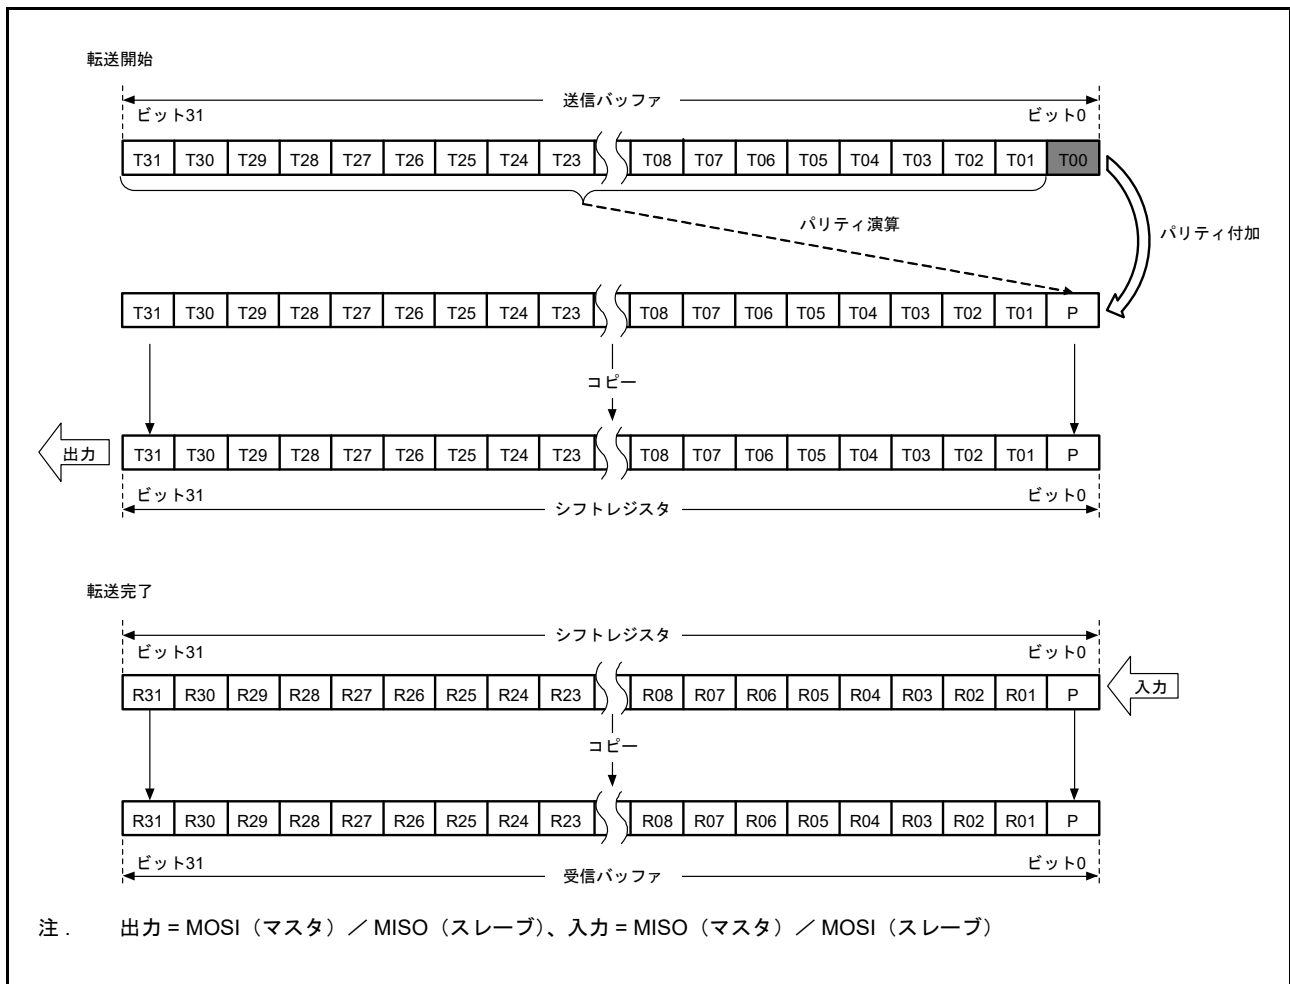 転送開始
送信バッファ
ビット31 ビット0
T31 T30 T29 T28 T27 T26 T25 T24 T23 T08 T07 T06 T05 T04 T03 T02 T01 T00
パリティ演算
パリティ付加
T31 T30 T29 T28 T27 T26 T25 T24 T23 T08 T07 T06 T05 T04 T03 T02 T01 P
コピー
出力
T31 T30 T29 T28 T27 T26 T25 T24 T23 T08 T07 T06 T05 T04 T03 T02 T01 P
ビット31 ビット0
シフトレジスタ
転送完了
シフトレジスタ
ビット31 ビット0
R31 R30 R29 R28 R27 R26 R25 R24 R23 R08 R07 R06 R05 R04 R03 R02 R01 P
入力
コピー
R31 R30 R29 R28 R27 R26 R25 R24 R23 R08 R07 R06 R05 R04 R03 R02 R01 P
ビット31 ビット0
受信バッファ
注． 出力 = MOSI（マスタ）／ MISO（スレーブ）、入力 = MISO（マスタ）／ MOSI（スレーブ）